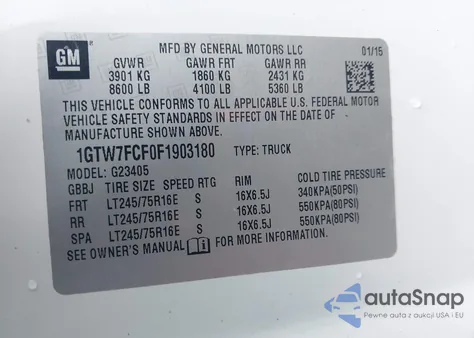 GM
MFD BY GENERAL MOTORS LLC 01/15
GVWR GAWR FRT GAWR RR
3901 KG 1860 KG 2431 KG
8600 LB 4100 LB 5360 LB
THIS VEHICLE CONFORMS TO ALL APPLICABLE U.S. FEDERAL MOTOR
VEHICLE SAFETY STANDARDS IN EFFECT ON THE DATE OF
MANUFACTURE SHOWN ABOVE.
1GTW7FCF0F1903180 TYPE: TRUCK
MODEL: G23405
GBBJ TIRE SIZE SPEED RTG RIM COLD TIRE PRESSURE
FRT LT245/75R16E S 16X6.5J 340KPA(50PSI)
RR LT245/75R16E S 16X6.5J 550KPA(80PSI)
SPA LT245/75R16E S 16X6.5J 550KPA(80PSI)
SEE OWNER'S MANUAL FOR MORE INFORMATION.
autoSnap
Pewne auta z aukcji USA i EU